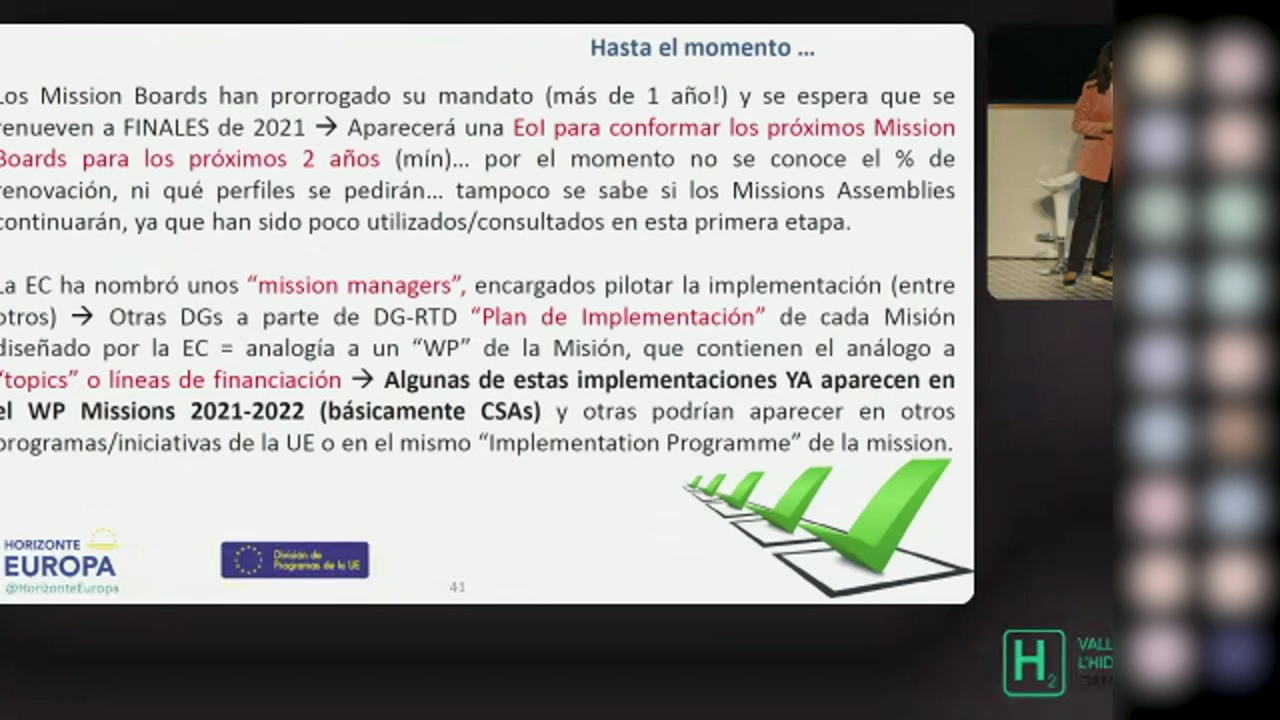 Hasta el momento ...
Los Mission Boards han prorrogado su mandato (más de 1 año!) y se espera que se
renueven a FINALES de 2021 → Aparecerá una EoI para conformar los próximos Mission
Boards para los próximos 2 años (mín)... por el momento no se conoce el % de
renovación, ni qué perfiles se pedirán... tampoco se sabe si los Missions Assemblies
continuarán, ya que han sido poco utilizados/consultados en esta primera etapa.
La EC ha nombró unos “mission managers”, encargados pilotar la implementación (entre
otros) → Otras DGs a parte de DG-RTD “Plan de Implementación” de cada Misión
diseñado por la EC = analogía a un “WP” de la Misión, que contienen el análogo a
“topics” o líneas de financiación → Algunas de estas implementaciones YA aparecen en
el WP Missions 2021-2022 (básicamente CSAs) y otras podrían aparecer en otros
programas/iniciativas de la UE o en el mismo “Implementation Programme” de la mission.
HORIZONTE
EUROPA
@HorizonteEuropa
División de
Programas de la UE
41
H2
VALL
L'HID